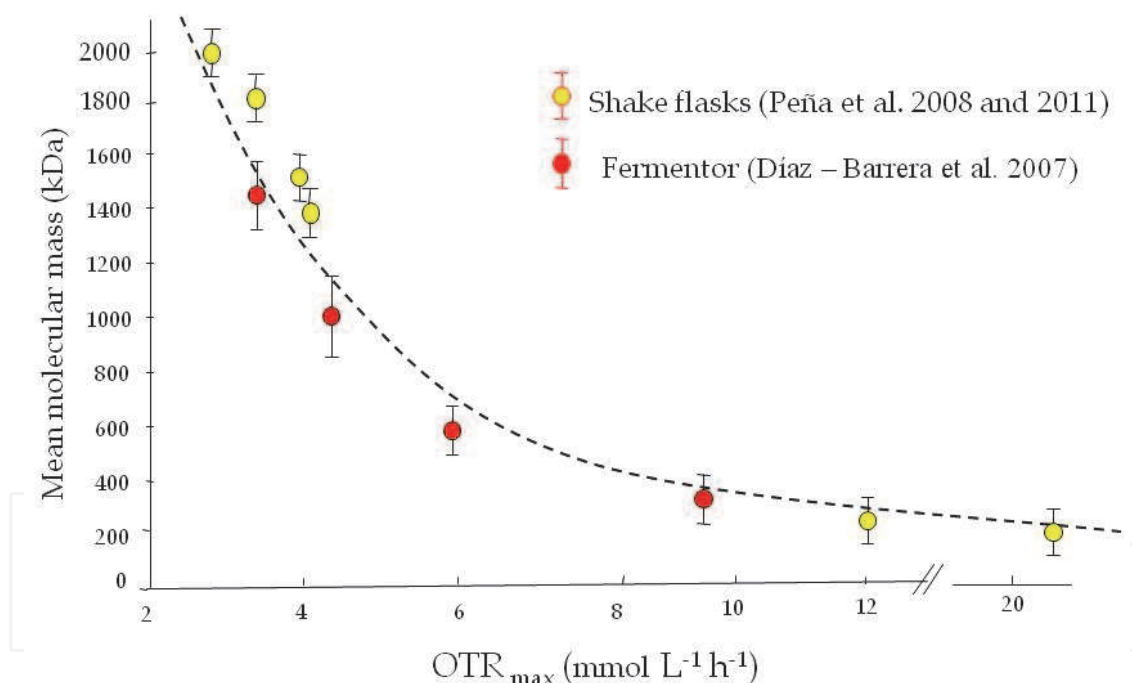 2000
1800
1600
1400
1200
1000
800
600
400
200
0
Mean molecular mass (kDa)
Shake flasks (Peña et al. 2008 and 2011)
Fermentor (Díaz – Barrera et al. 2007)
2 4 6 8 10 12 20
OTR max (mmol L-1 h-1)